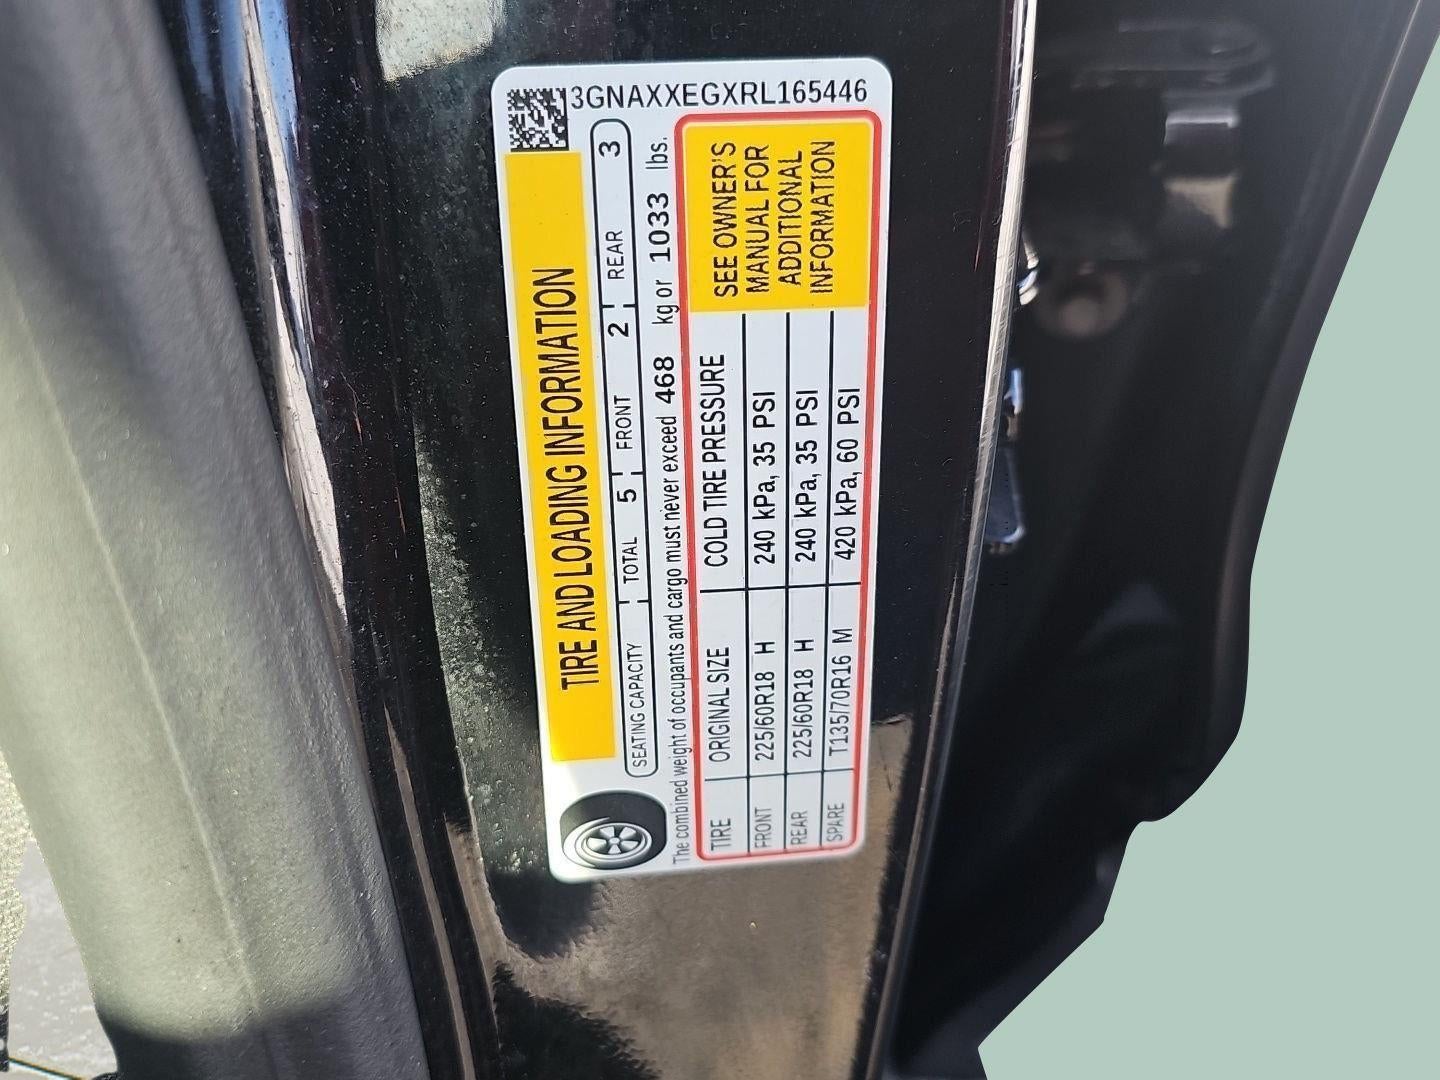 3GNAXXEGXRL165446
TIRE AND LOADING INFORMATION
SEATING CAPACITY TOTAL 5 FRONT 2 REAR 3
The combined weight of occupants and cargo must never exceed 468 kg or 1033 lbs.
TIRE ORIGINAL SIZE COLD TIRE PRESSURE
FRONT 225/60R18 H 240 kPa, 35 PSI
REAR 225/60R18 H 240 kPa, 35 PSI
SPARE T135/70R16 M 420 kPa, 60 PSI
SEE OWNER'S
MANUAL FOR
ADDITIONAL
INFORMATION